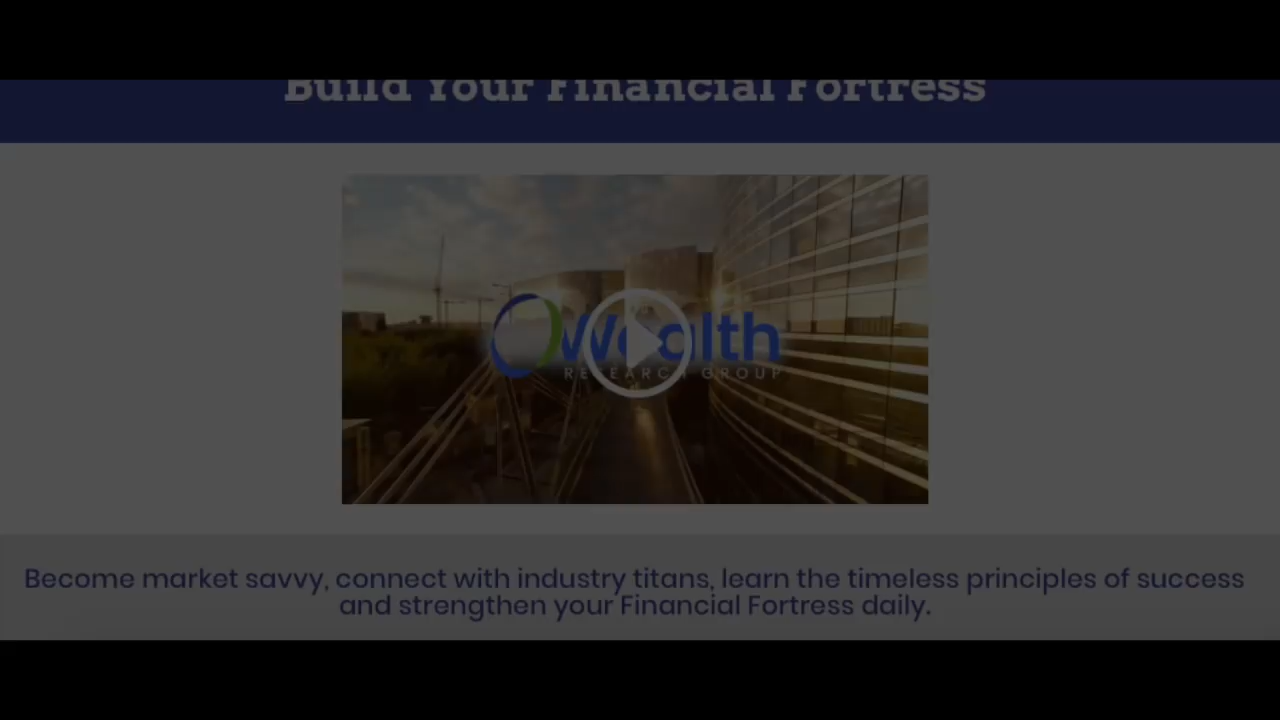 Build Your Financial Fortress
Wealth
RESEARCH GROUP
Become market savvy, connect with industry titans, learn the timeless principles of success
and strengthen your Financial Fortress daily.